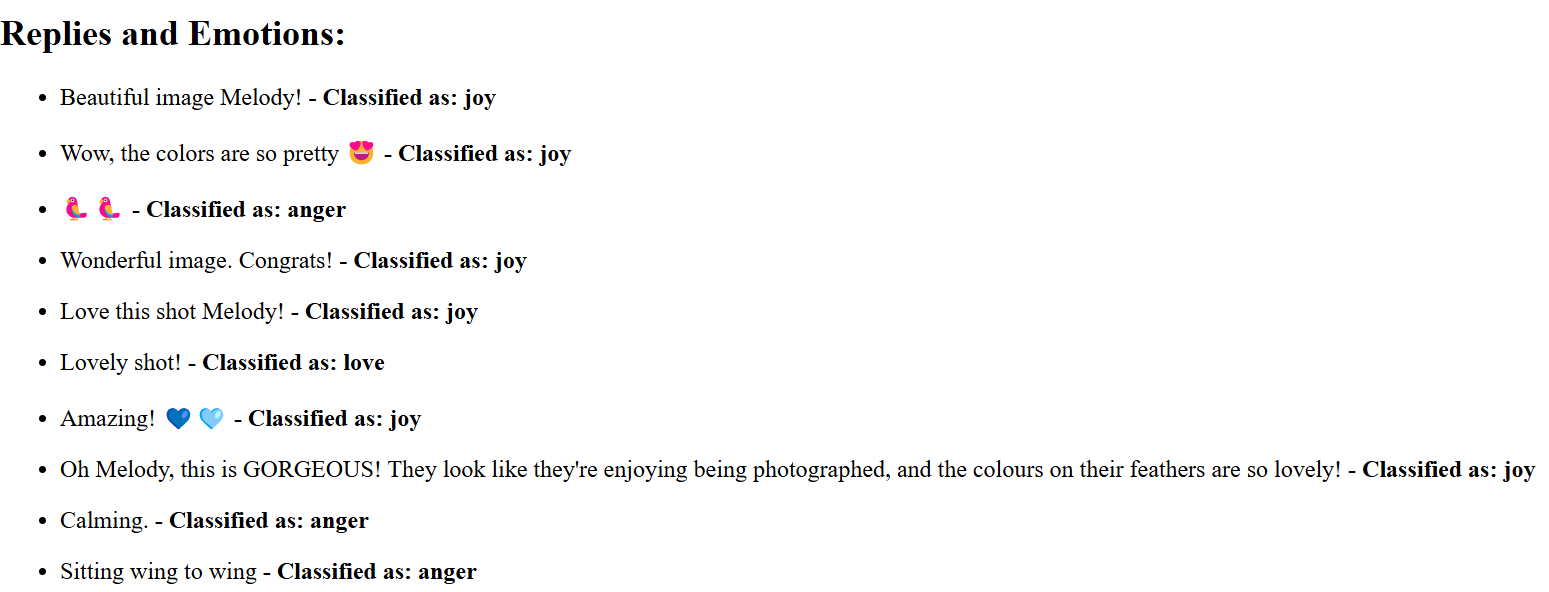 Replies and Emotions:
• Beautiful image Melody! - Classified as: joy
• Wow, the colors are so pretty 😍 - Classified as: joy
• 🦜 🦜 - Classified as: anger
• Wonderful image. Congrats! - Classified as: joy
• Love this shot Melody! - Classified as: joy
• Lovely shot! - Classified as: love
• Amazing! 💙 🩵 - Classified as: joy
• Oh Melody, this is GORGEOUS! They look like they're enjoying being photographed, and the colours on their feathers are so lovely! - Classified as: joy
• Calming. - Classified as: anger
• Sitting wing to wing - Classified as: anger